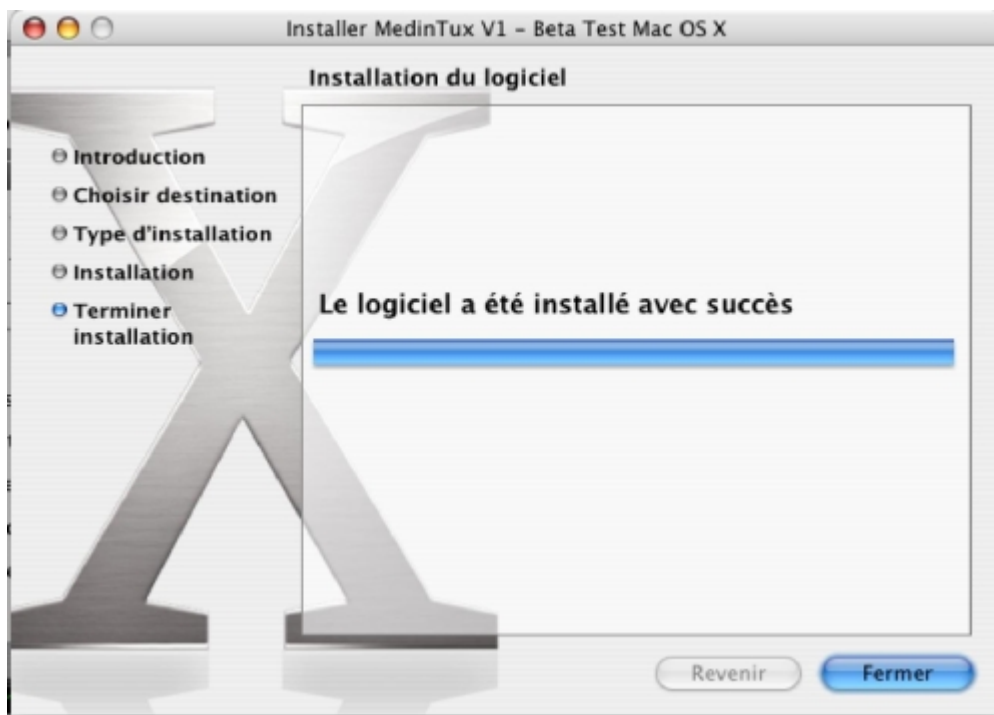 Installer MedinTux V1 – Beta Test Mac OS X
Installation du logiciel
Introduction
Choisir destination
Type d'installation
Installation
Terminer
installation
Le logiciel a été installé avec succès
Revenir
Fermer